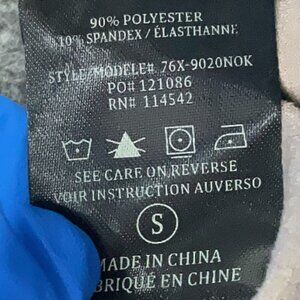 90% POLYESTER
10% SPANDEX / ÉLASTHANNE
STYLE/MODELE# 76X-9020NOK
PO# 121086
RN# 114542
SEE CARE ON REVERSE
VOIR INSTRUCTION AUVERSO
S
MADE IN CHINA
FABRIQUÉ EN CHINE